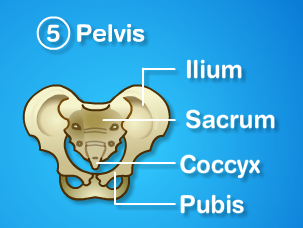 ⑤ Pelvis
Ilium
Sacrum
Coccyx
Pubis